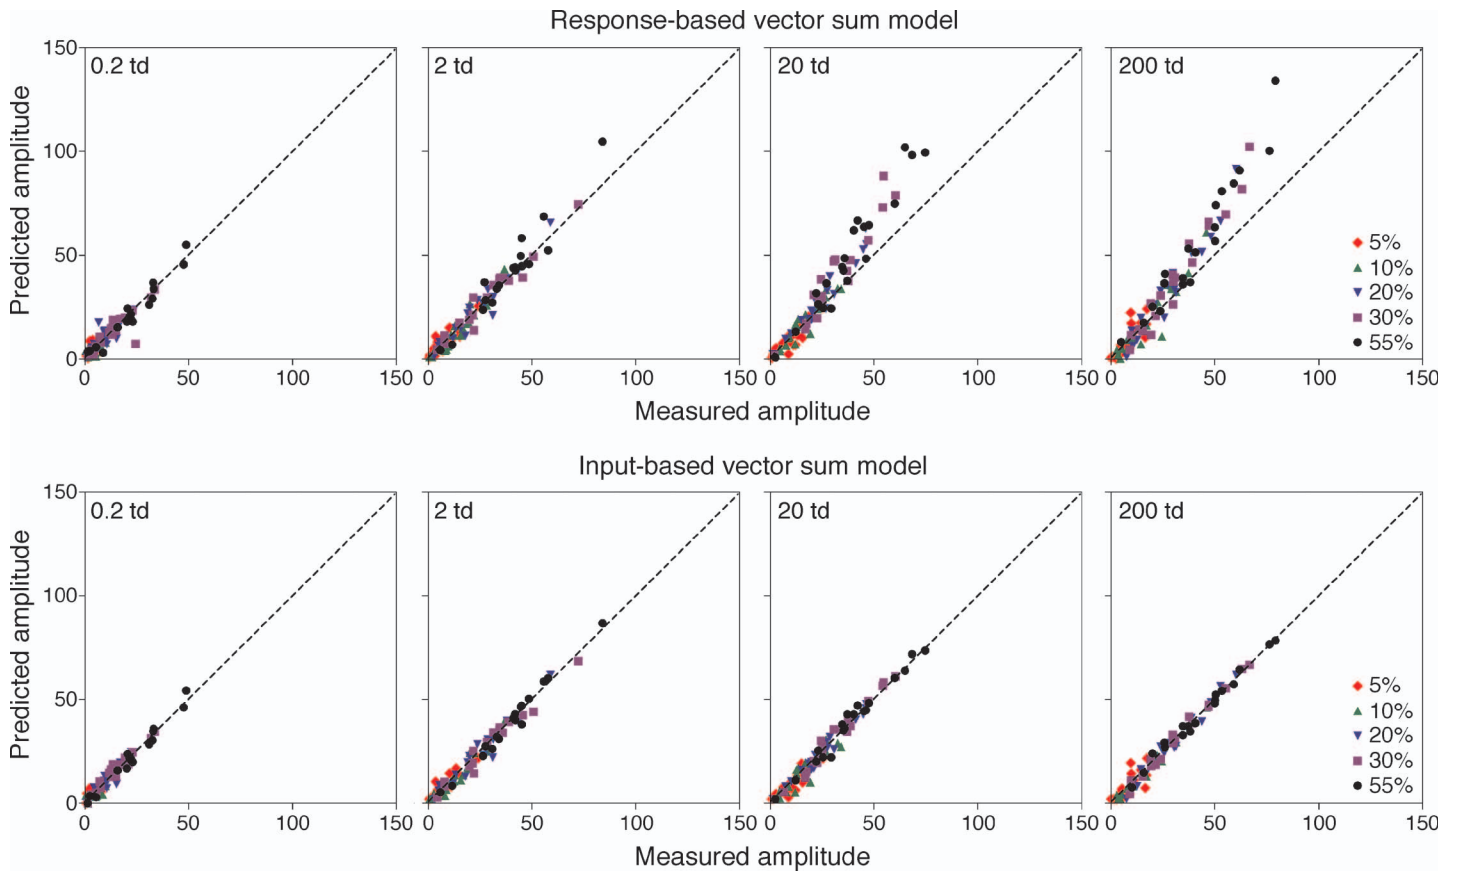 Response-based vector sum model
150
0.2 td
2 td
20 td
200 td
Predicted amplitude
100
50
5%
10%
20%
30%
55%
0
0 50 100 150 0 50 100 150 0 50 100 150 0 50 100 150
Measured amplitude
Input-based vector sum model
150
0.2 td
2 td
20 td
200 td
Predicted amplitude
100
50
5%
10%
20%
30%
55%
0
0 50 100 150 0 50 100 150 0 50 100 150 0 50 100 150
Measured amplitude